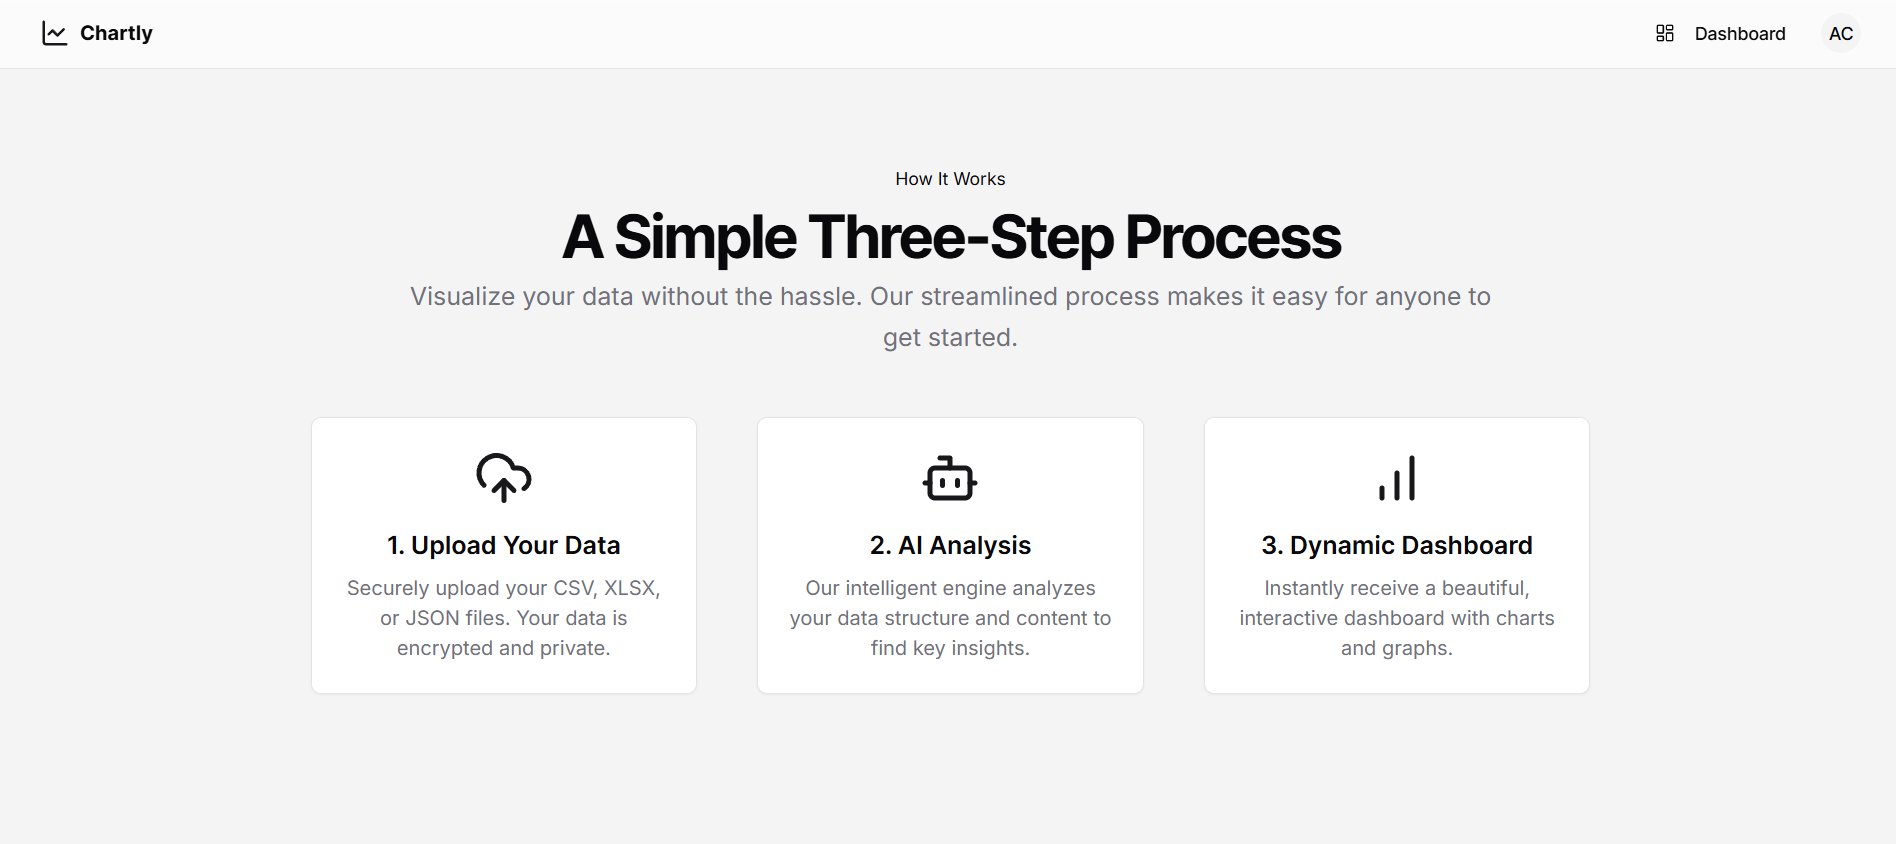 Chartly
Dashboard
AC
How It Works
A Simple Three-Step Process
Visualize your data without the hassle. Our streamlined process makes it easy for anyone to
get started.
1. Upload Your Data
Securely upload your CSV, XLSX,
or JSON files. Your data is
encrypted and private.
2. AI Analysis
Our intelligent engine analyzes
your data structure and content to
find key insights.
3. Dynamic Dashboard
Instantly receive a beautiful,
interactive dashboard with charts
and graphs.